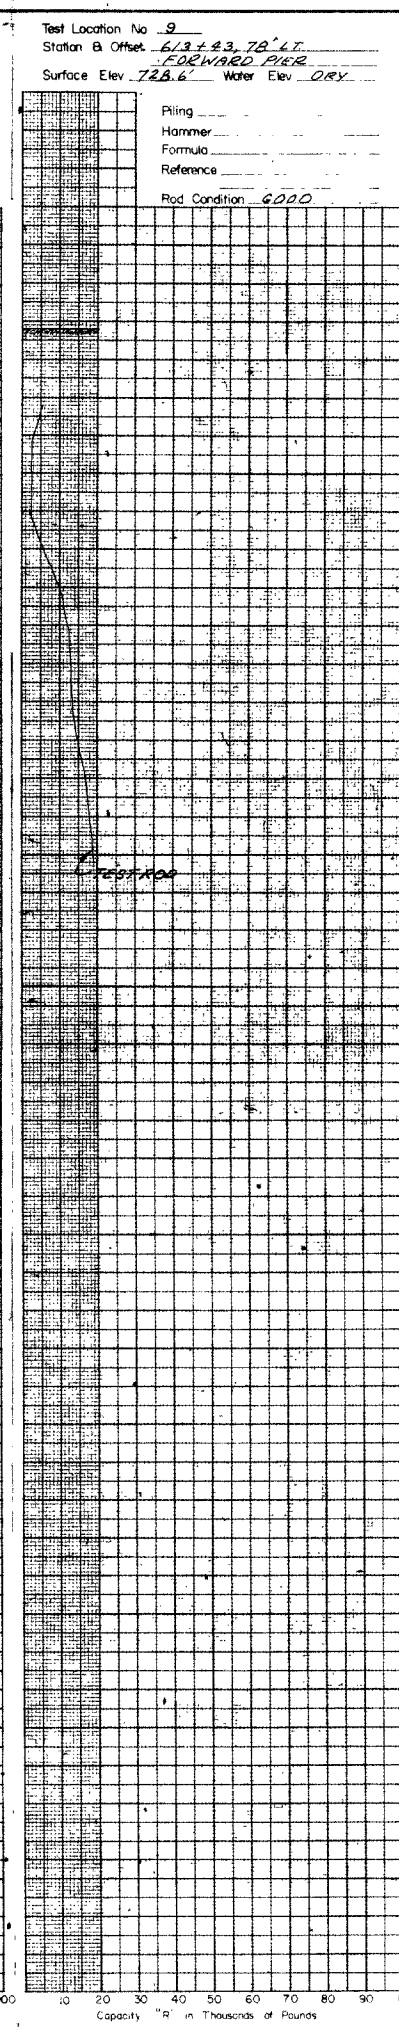 Test Location No 9
Station & Offset 613+43, 78' LT.
FORWARD PIER
Surface Elev 728.6' Water Elev DRY
Piling
Hammer
Formula
Reference
Rod Condition GOOD
TEST ROD
00 10 20 30 40 50 60 70 80 90
Capacity "R" in Thousands of Pounds